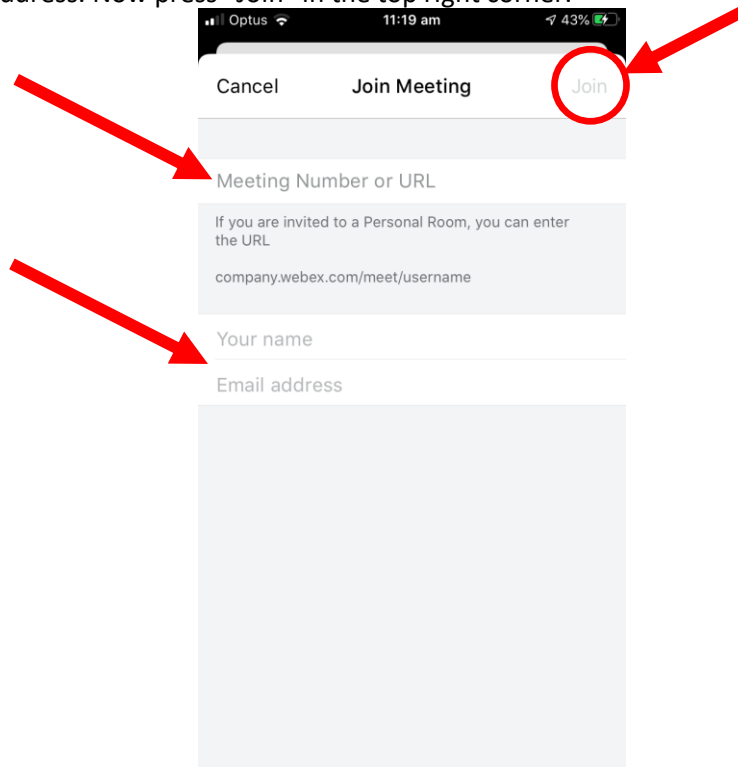 ddress. Now press "Join" in the top right corner.
Optus 11:19 am 43%
Cancel Join Meeting Join
Meeting Number or URL
If you are invited to a Personal Room, you can enter
the URL
company.webex.com/meet/username
Your name
Email address